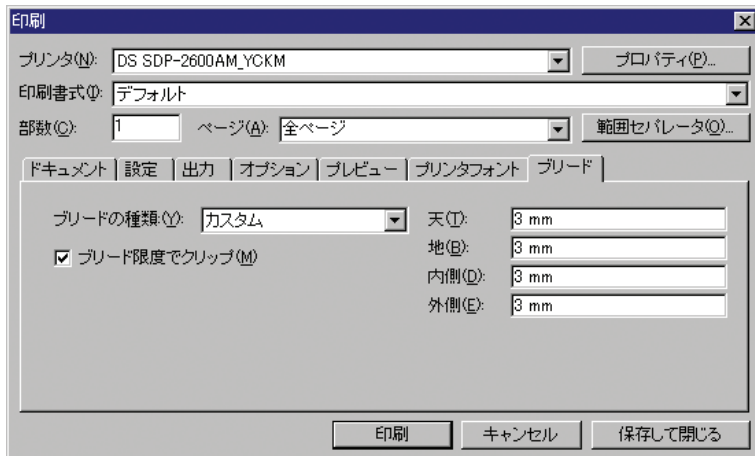 印刷
プリンタ(N): DS SDP-2600AM_YCKM プロパティ(P)...
印刷書式(I): デフォルト
部数(C): 1 ページ(A): 全ページ 範囲セパレータ(O)...
ドキュメント 設定 出力 オプション プレビュー プリンタフォント ブリード
ブリードの種類:(Y): カスタム 天(T): 3 mm
ブリード限度でクリップ(M) 地(B): 3 mm
内側(D): 3 mm
外側(E): 3 mm
印刷 キャンセル 保存して閉じる